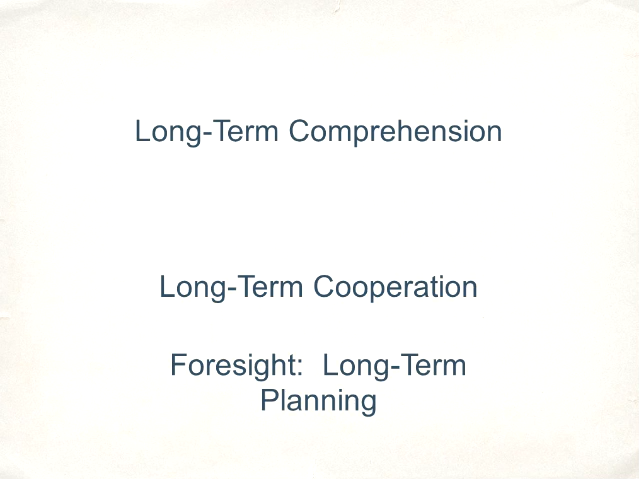 Long-Term Comprehension
Long-Term Cooperation
Foresight:  Long-Term
Planning